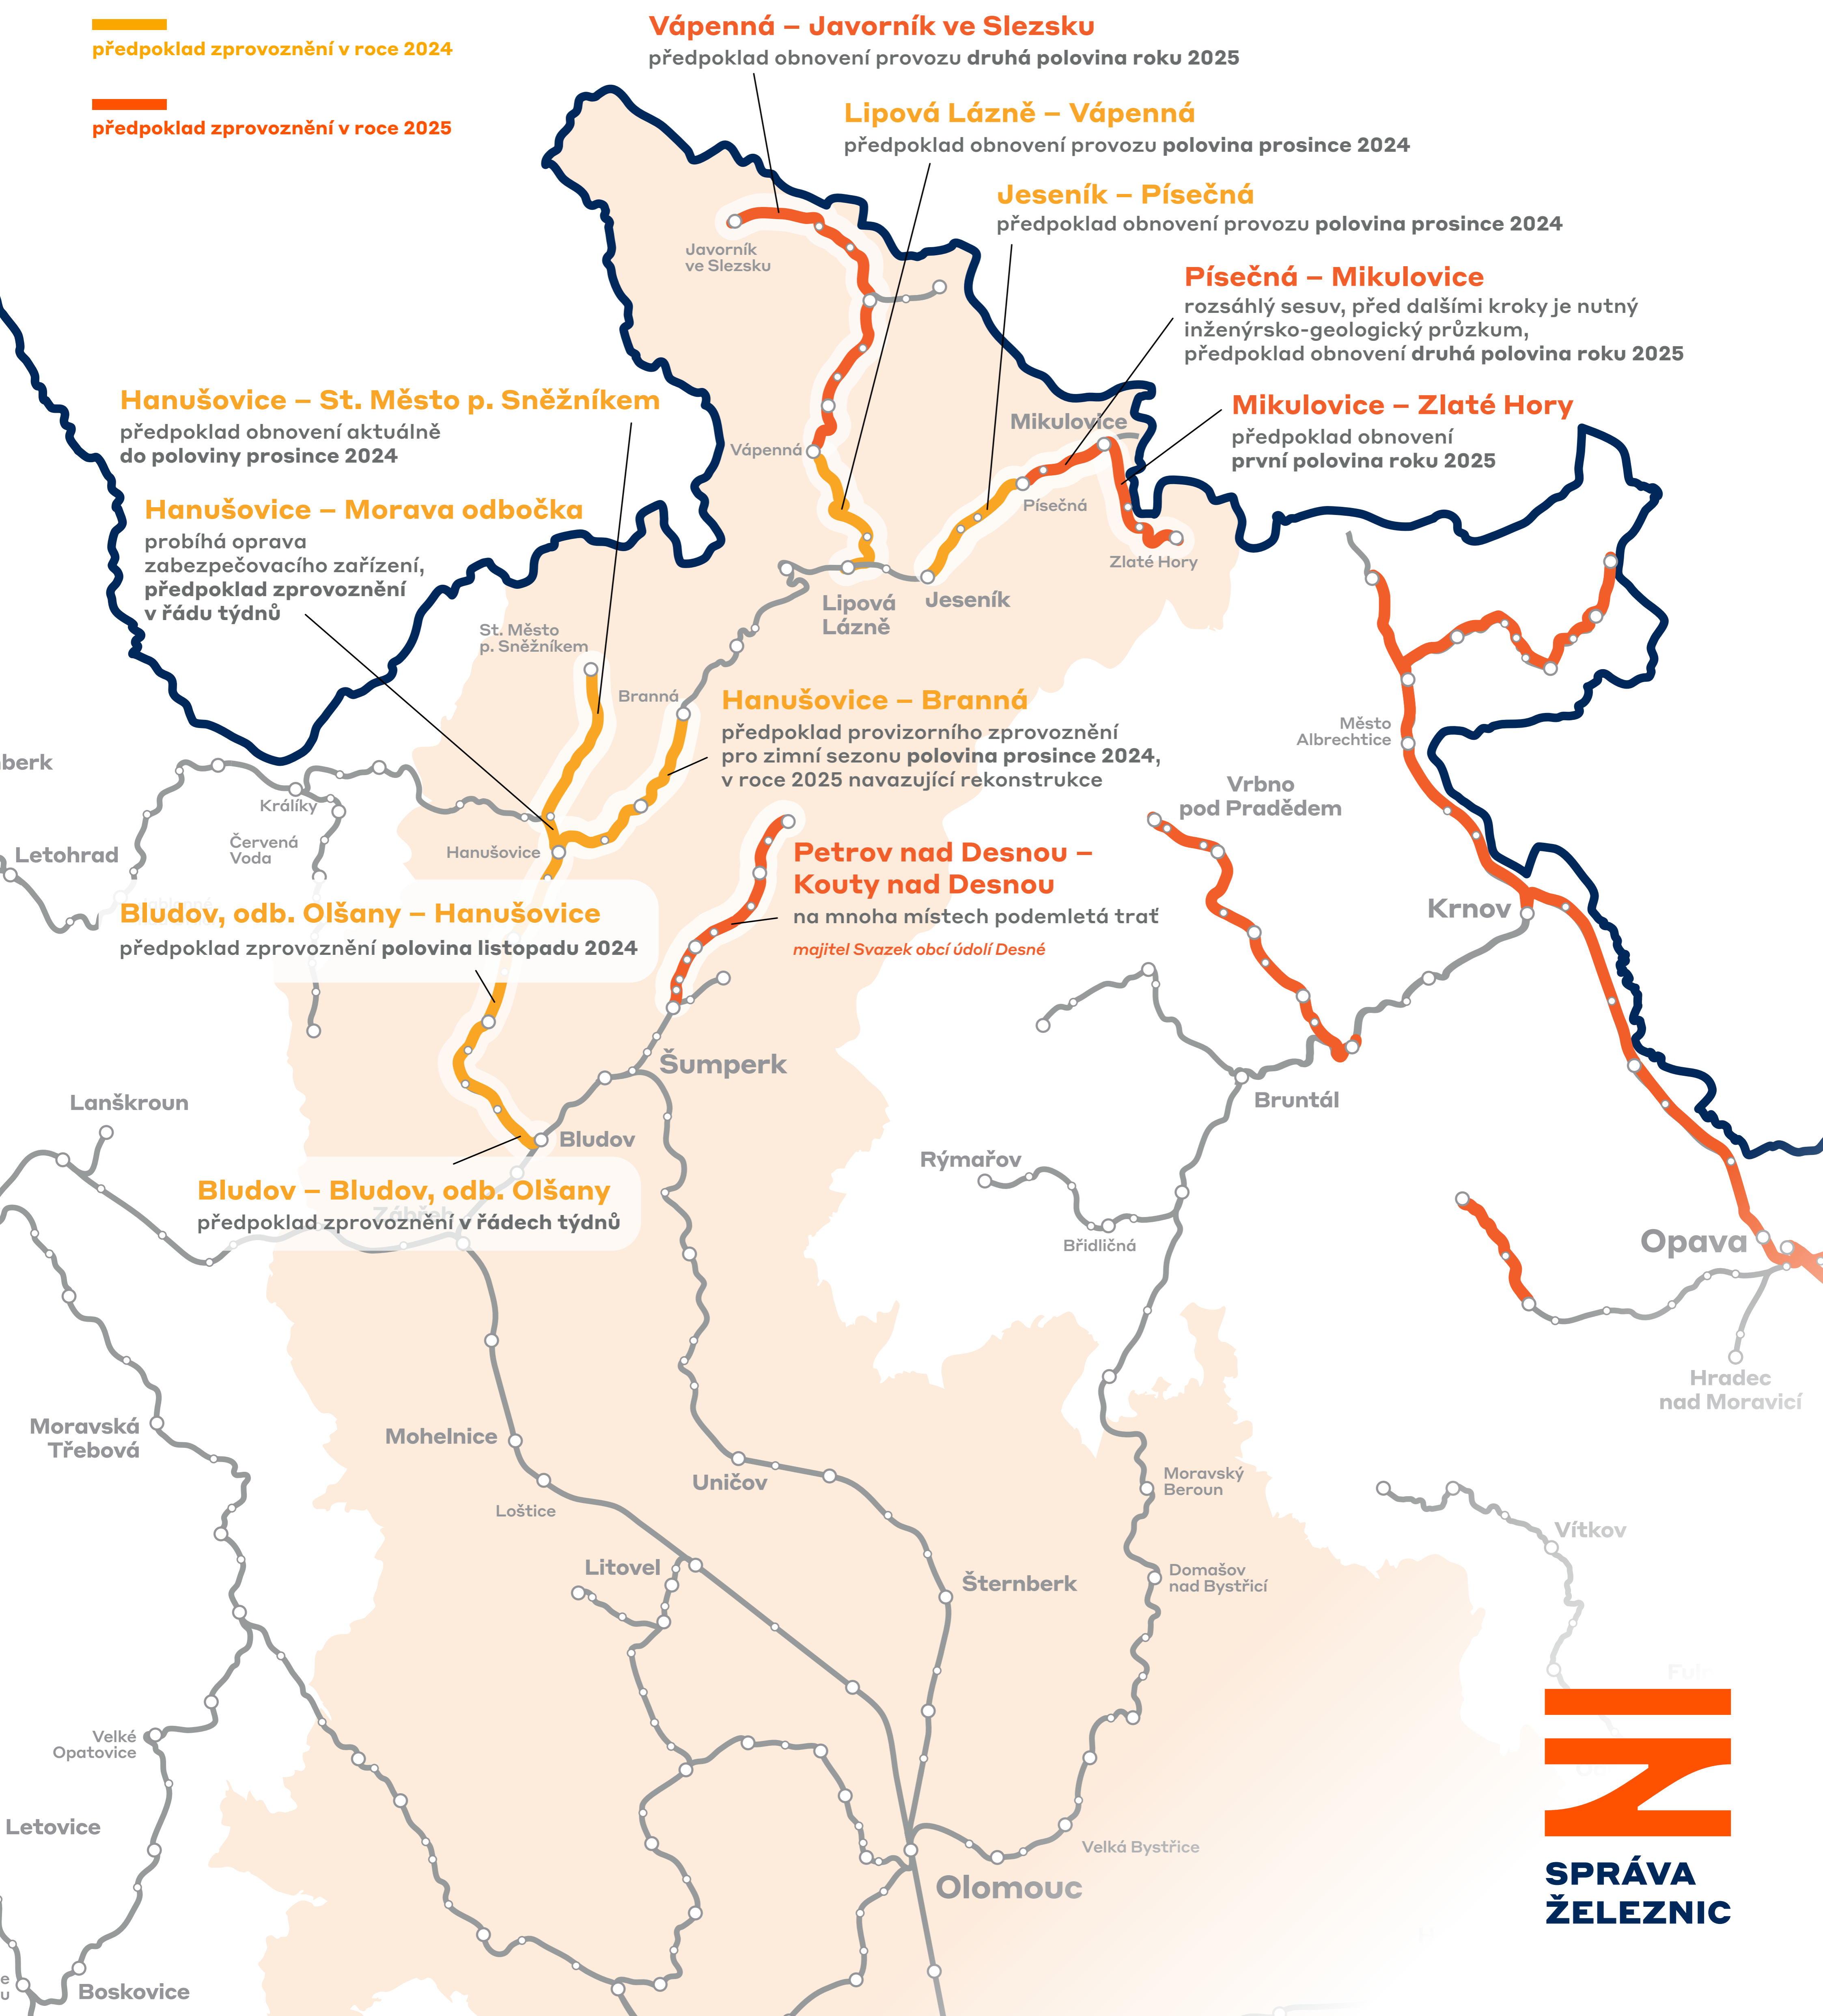 předpoklad zprovoznění v roce 2024
předpoklad zprovoznění v roce 2025
Vápenná – Javorník ve Slezsku
předpoklad obnovení provozu druhá polovina roku 2025
Lipová Lázně – Vápenná
předpoklad obnovení provozu polovina prosince 2024
Jeseník – Písečná
předpoklad obnovení provozu polovina prosince 2024
Písečná – Mikulovice
rozsáhlý sesuv, před dalšími kroky je nutný
inženýrsko-geologický průzkum,
předpoklad obnovení druhá polovina roku 2025
Mikulovice – Zlaté Hory
předpoklad obnovení
první polovina roku 2025
Javorník
ve Slezsku
Hanušovice – St. Město p. Sněžníkem
předpoklad obnovení aktuálně
do poloviny prosince 2024
Hanušovice – Morava odbočka
probíhá oprava
zabezpečovacího zařízení,
předpoklad zprovoznění
v řádu týdnů
Mikulovice
Vápenná
Písečná
Zlaté Hory
Lipová
Lázně
Jeseník
St. Město
p. Sněžníkem
Branná
Hanušovice – Branná
předpoklad provizorního zprovoznění
pro zimní sezonu polovina prosince 2024,
v roce 2025 navazující rekonstrukce
Město
Albrechtice
Vrbno
pod Pradědem
berk
Králíky
Červená
Voda
Letohrad
Hanušovice
Petrov nad Desnou –
Kouty nad Desnou
na mnoha místech podemletá trať
majitel Svazek obcí údolí Desné
Krnov
Bludov, odb. Olšany – Hanušovice
předpoklad zprovoznění polovina listopadu 2024
Šumperk
Lanškroun
Bruntál
Bludov
Rýmařov
Bludov – Bludov, odb. Olšany
Zábřeh
předpoklad zprovoznění v řádech týdnů
Břidličná
Opava
Hradec
nad Moravicí
Moravská
Třebová
Mohelnice
Uničov
Moravský
Beroun
Loštice
Vítkov
Litovel
Šternberk
Domašov
nad Bystřicí
Velké
Opatovice
Letovice
Velká Bystřice
Olomouc
SPRÁVA
ŽELEZNIC
Boskovice
e
u